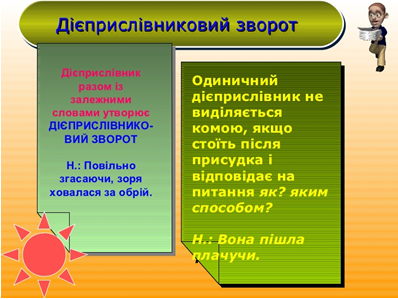 Дієприслівниковий зворот
Дієприслівник
разом із
залежними
словами утворює
ДІЄПРИСЛІВНИКО-
ВИЙ ЗВОРОТ
Н.: Повільно
згасаючи, зоря
ховалася за обрій.
Одиничний
дієприслівник не
виділяється
комою, якщо
стоїть після
присудка і
відповідає на
питання як? яким
способом?
Н.: Вона пішла
плачучи.